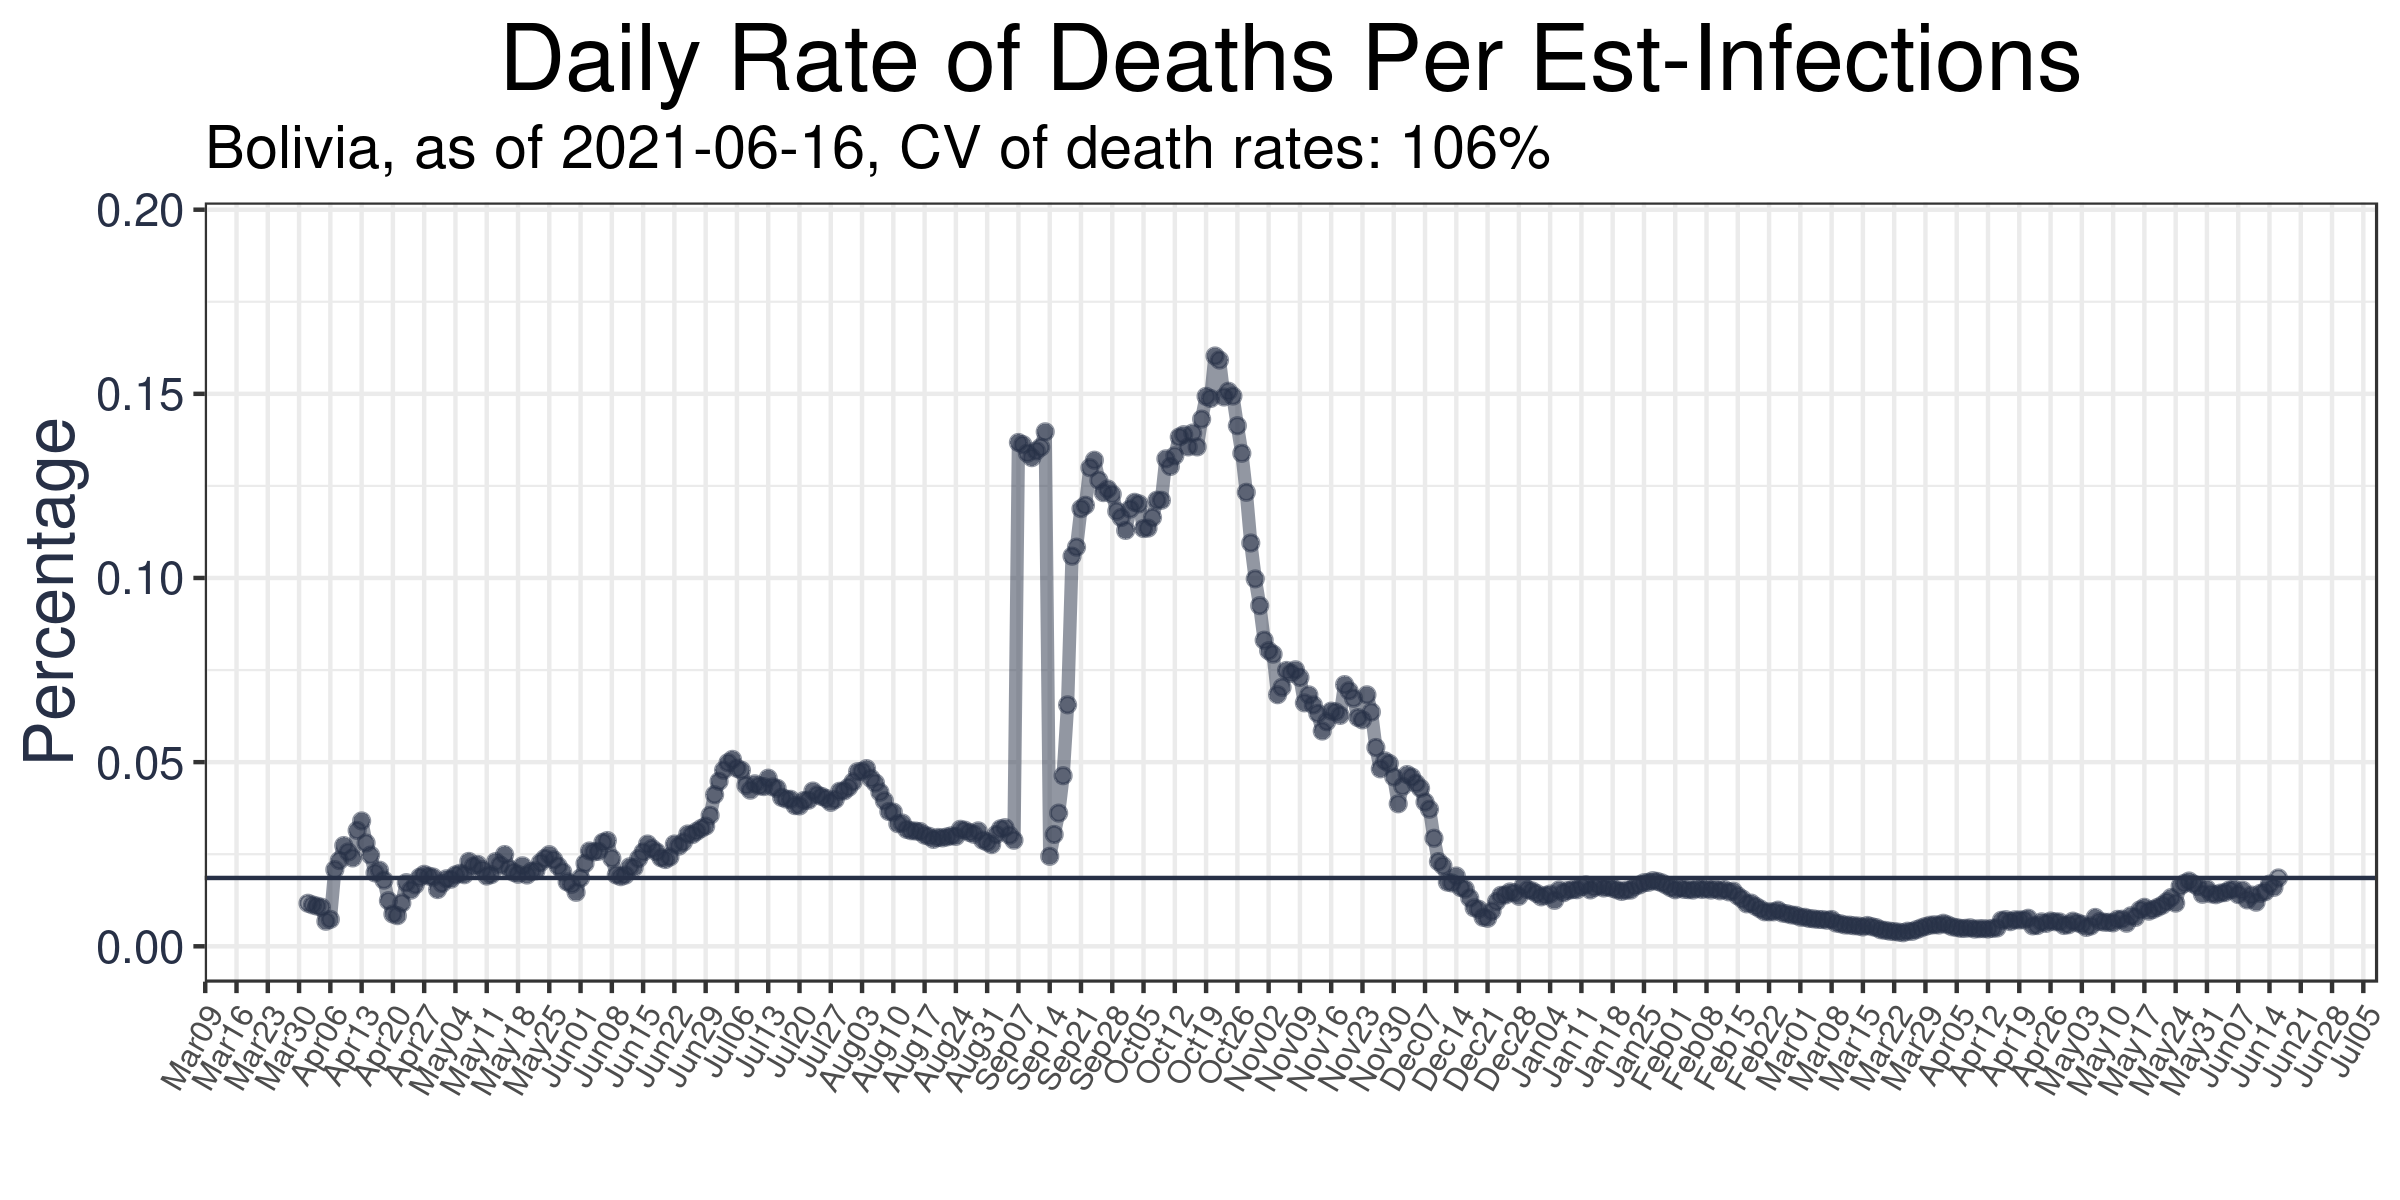 Daily Rate of Deaths Per Est-Infections
Bolivia, as of 2021-06-16, CV of death rates: 106%
Percentage
0.20
0.15
0.10
0.05
0.00
Mar09
Mar16
Mar23
Mar30
Apr06
Apr13
Apr20
Apr27
May04
May11
May18
May25
Jun01
Jun08
Jun15
Jun22
Jun29
Jul06
Jul13
Jul20
Jul27
Aug03
Aug10
Aug17
Aug24
Aug31
Sep07
Sep14
Sep21
Sep28
Oct05
Oct12
Oct19
Oct26
Nov02
Nov09
Nov16
Nov23
Nov30
Dec07
Dec14
Dec21
Dec28
Jan04
Jan11
Jan18
Jan25
Feb01
Feb08
Feb15
Feb22
Mar01
Mar08
Mar15
Mar22
Mar29
Apr05
Apr12
Apr19
Apr26
May03
May10
May17
May24
May31
Jun07
Jun14
Jun21
Jun28
Jul05